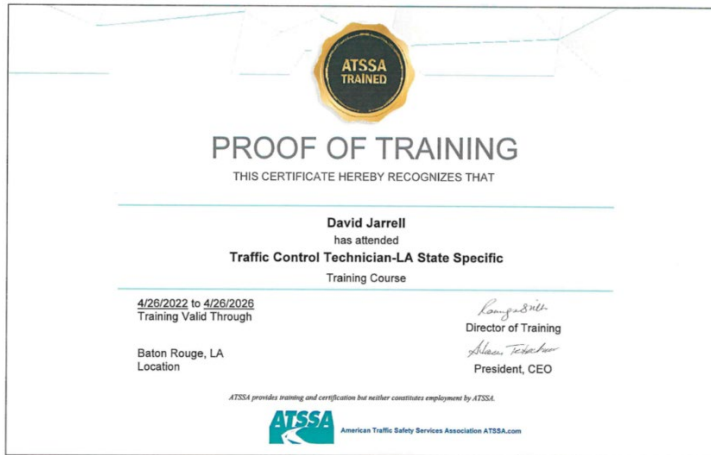 ATSSA
TRAINED
PROOF OF TRAINING
THIS CERTIFICATE HEREBY RECOGNIZES THAT
David Jarrell
has attended
Traffic Control Technician-LA State Specific
Training Course
4/26/2022 to 4/26/2026
Training Valid Through
Director of Training
Baton Rouge, LA
Location
President, CEO
ATSSA provides training and certification but neither constitutes employment by ATSSA.
ATSSA
American Traffic Safety Services Association ATSSA.com